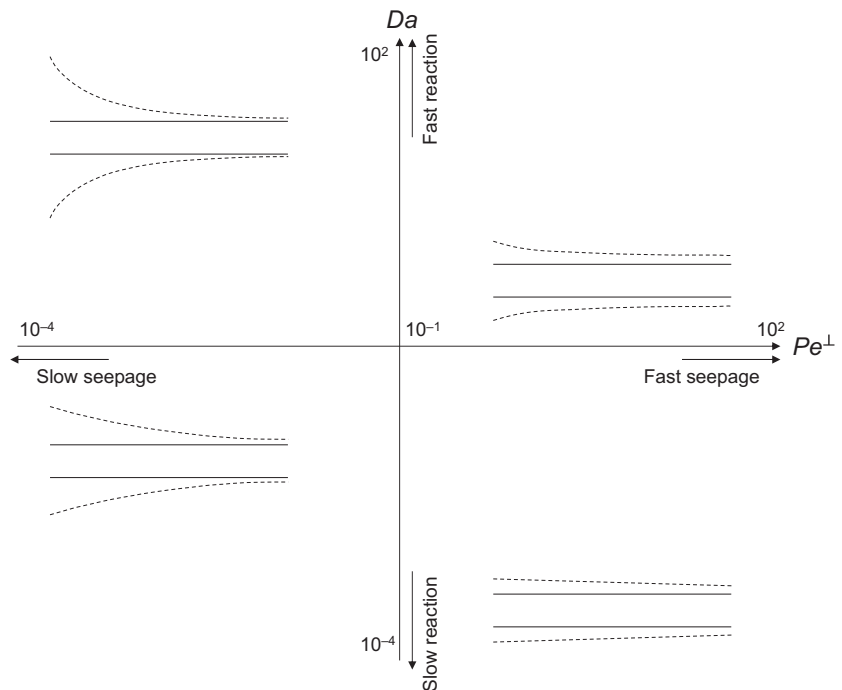 Da
10²
Fast reaction
10⁻⁴
10⁻¹
10²
Pe⊥
Slow seepage
Fast seepage
10⁻⁴
Slow reaction